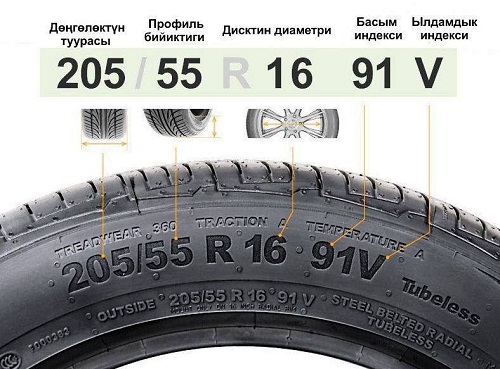 Дөңгөлөктүн туурасы
Профиль бийиктиги
Дисктин диаметри
Басым индекси
Ылдамдык индекси
205 / 55 R 16 91 V
TREADWEAR 360 TRACTION TEMPERATURE A
205/55 R 16 91V
Tubeless
OUTSIDE 205/55 R 16 91 V
STEEL BELTED RADIAL
TUBELESS